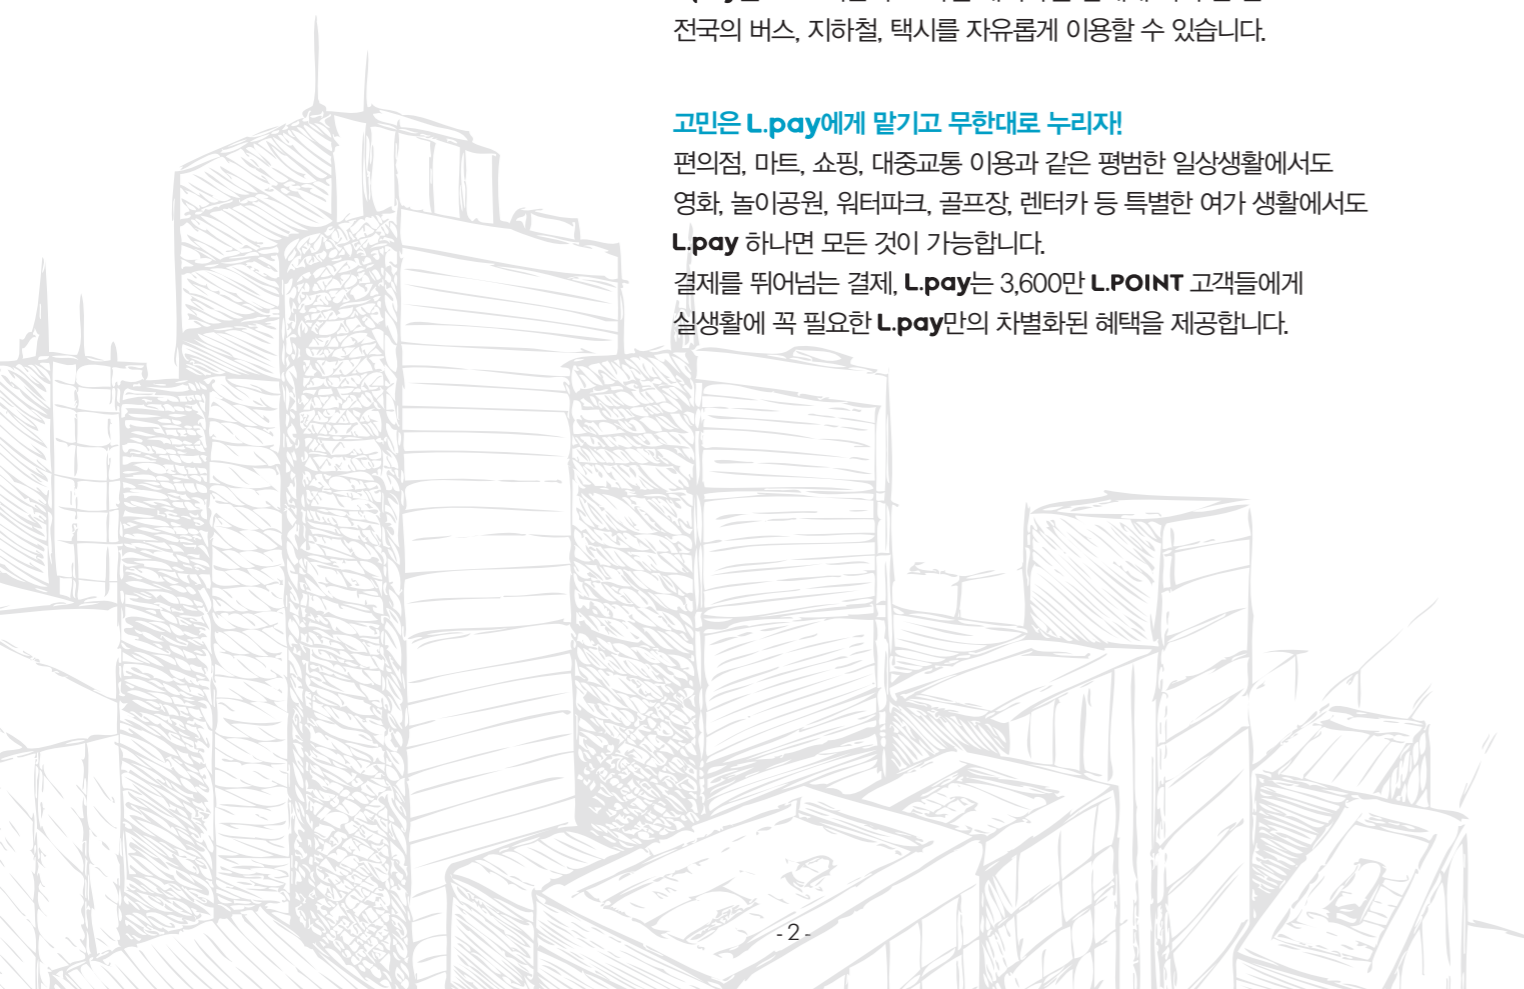 전국의 버스, 지하철, 택시를 자유롭게 이용할 수 있습니다.
고민은 L.pay에게 맡기고 무한대로 누리자!
편의점, 마트, 쇼핑, 대중교통 이용과 같은 평범한 일상생활에서도
영화, 놀이공원, 워터파크, 골프장, 렌터카 등 특별한 여가 생활에서도
L.pay 하나면 모든 것이 가능합니다.
결제를 뛰어넘는 결제, L.pay는 3,600만 L.POINT 고객들에게
실생활에 꼭 필요한 L.pay만의 차별화된 혜택을 제공합니다.
- 2 -